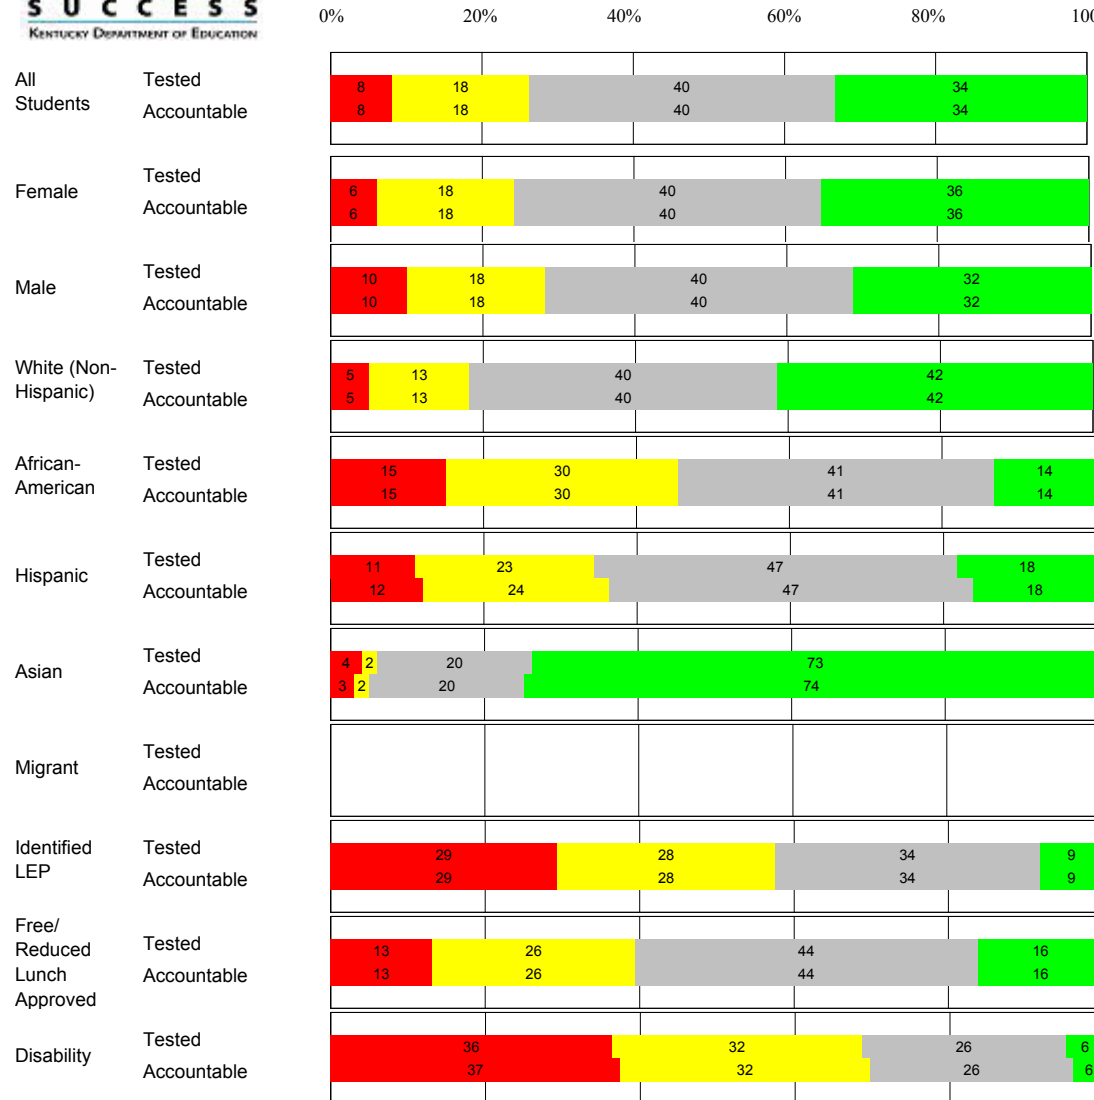 S U C C E S S
KENTUCKY DEPARTMENT OF EDUCATION
0% 20% 40% 60% 80% 100
All Students
Tested 8 18 40 34
Accountable 8 18 40 34
Female
Tested 6 18 40 36
Accountable 6 18 40 36
Male
Tested 10 18 40 32
Accountable 10 18 40 32
White (Non-
Hispanic)
Tested 5 13 40 42
Accountable 5 13 40 42
African-
American
Tested 15 30 41 14
Accountable 15 30 41 14
Hispanic
Tested 11 23 47 18
Accountable 12 24 47 18
Asian
Tested 4 2 20 73
Accountable 3 2 20 74
Migrant
Tested
Accountable
Identified
LEP
Tested 29 28 34 9
Accountable 29 28 34 9
Free/
Reduced
Lunch
Approved
Tested 13 26 44 16
Accountable 13 26 44 16
Disability
Tested 36 32 26 6
Accountable 37 32 26 6